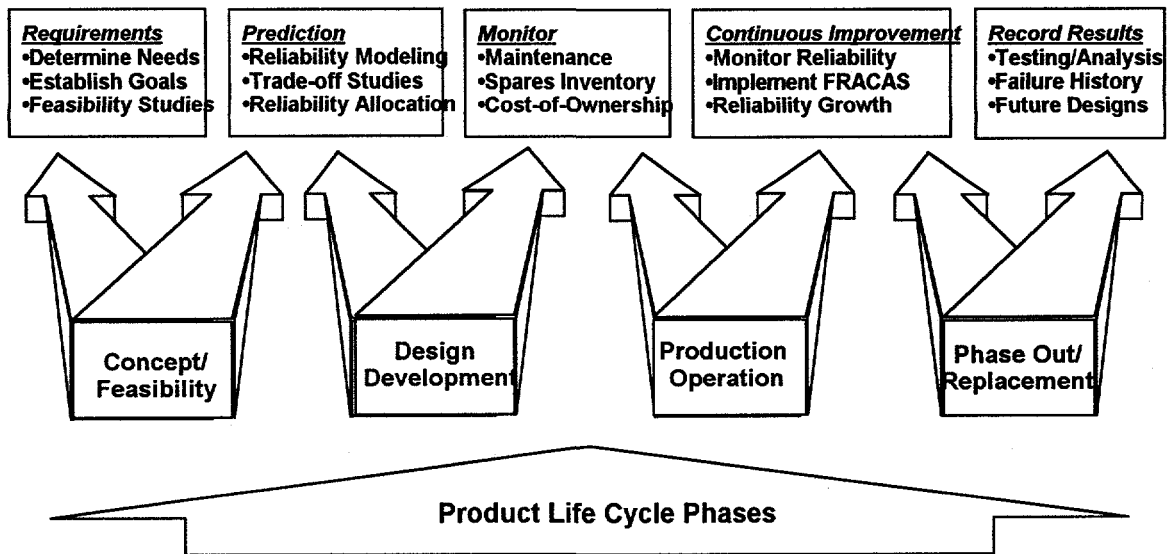 Requirements
•Determine Needs
•Establish Goals
•Feasibility Studies
Prediction
•Reliability Modeling
•Trade-off Studies
•Reliability Allocation
Monitor
•Maintenance
•Spares Inventory
•Cost-of-Ownership
Continuous Improvement
•Monitor Reliability
•Implement FRACAS
•Reliability Growth
Record Results
•Testing/Analysis
•Failure History
•Future Designs
Concept/
Feasibility
Design
Development
Production
Operation
Phase Out/
Replacement
Product Life Cycle Phases